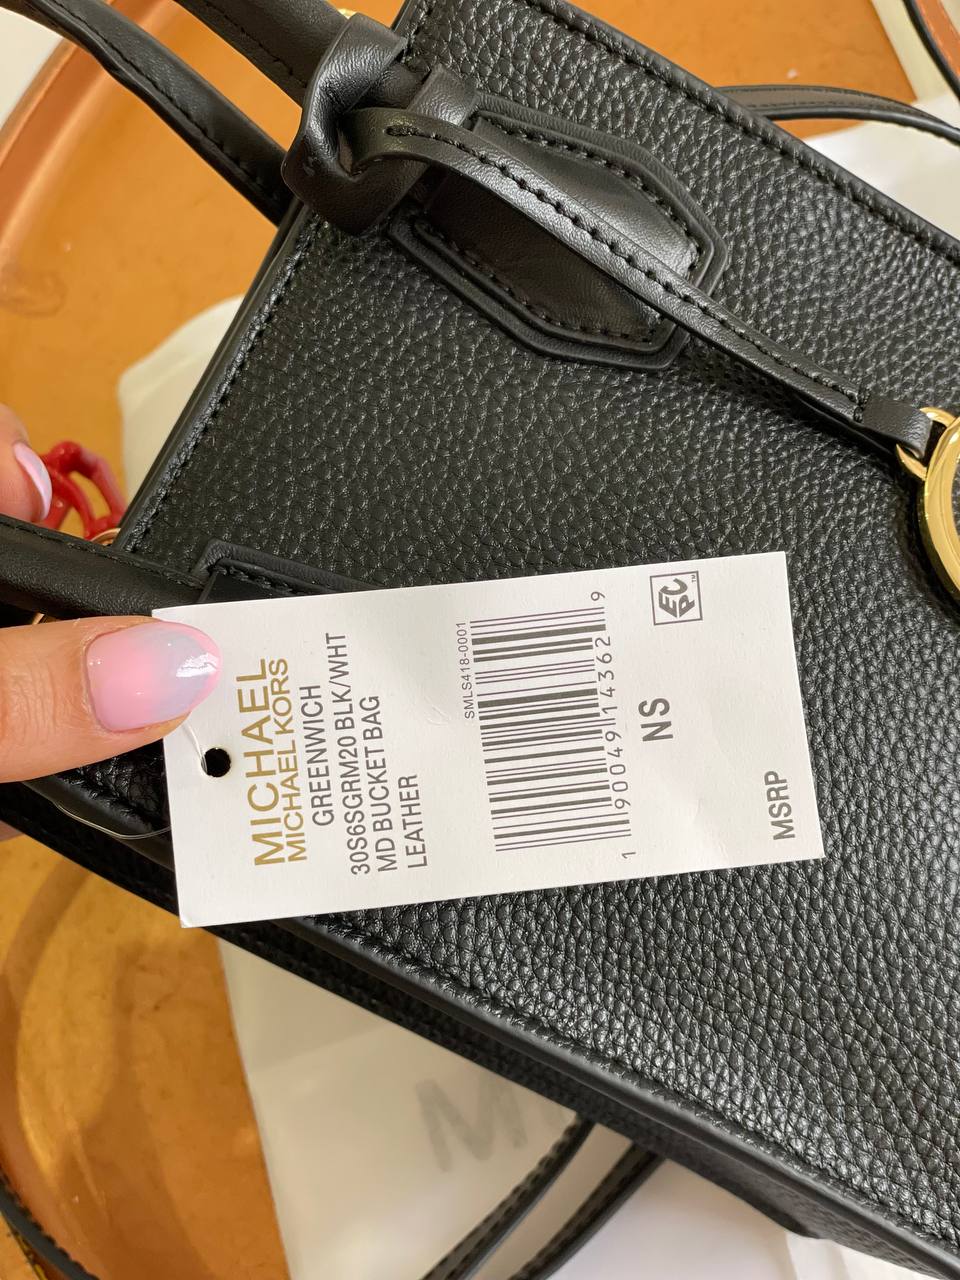 MICHAEL
MICHAEL KORS
GREENWICH
30S6SGRM20 BLK/WHT
MD BUCKET BAG
LEATHER
SMLS418-0001
1 90049 14362 9
NS
MSRP
EPC™